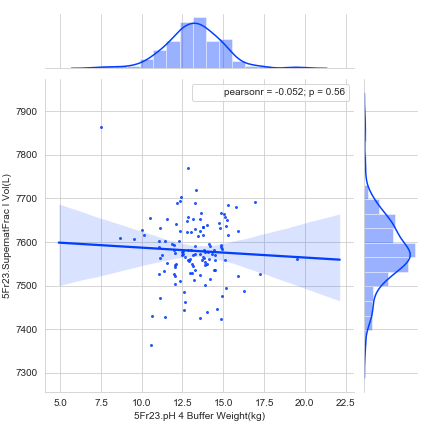 pearsonr = -0.052; p = 0.56
7900
7800
7700
7600
7500
7400
7300
5Fr23.SupernatFrac I Vol(L)
5.0 7.5 10.0 12.5 15.0 17.5 20.0 22.5
5Fr23.pH 4 Buffer Weight(kg)